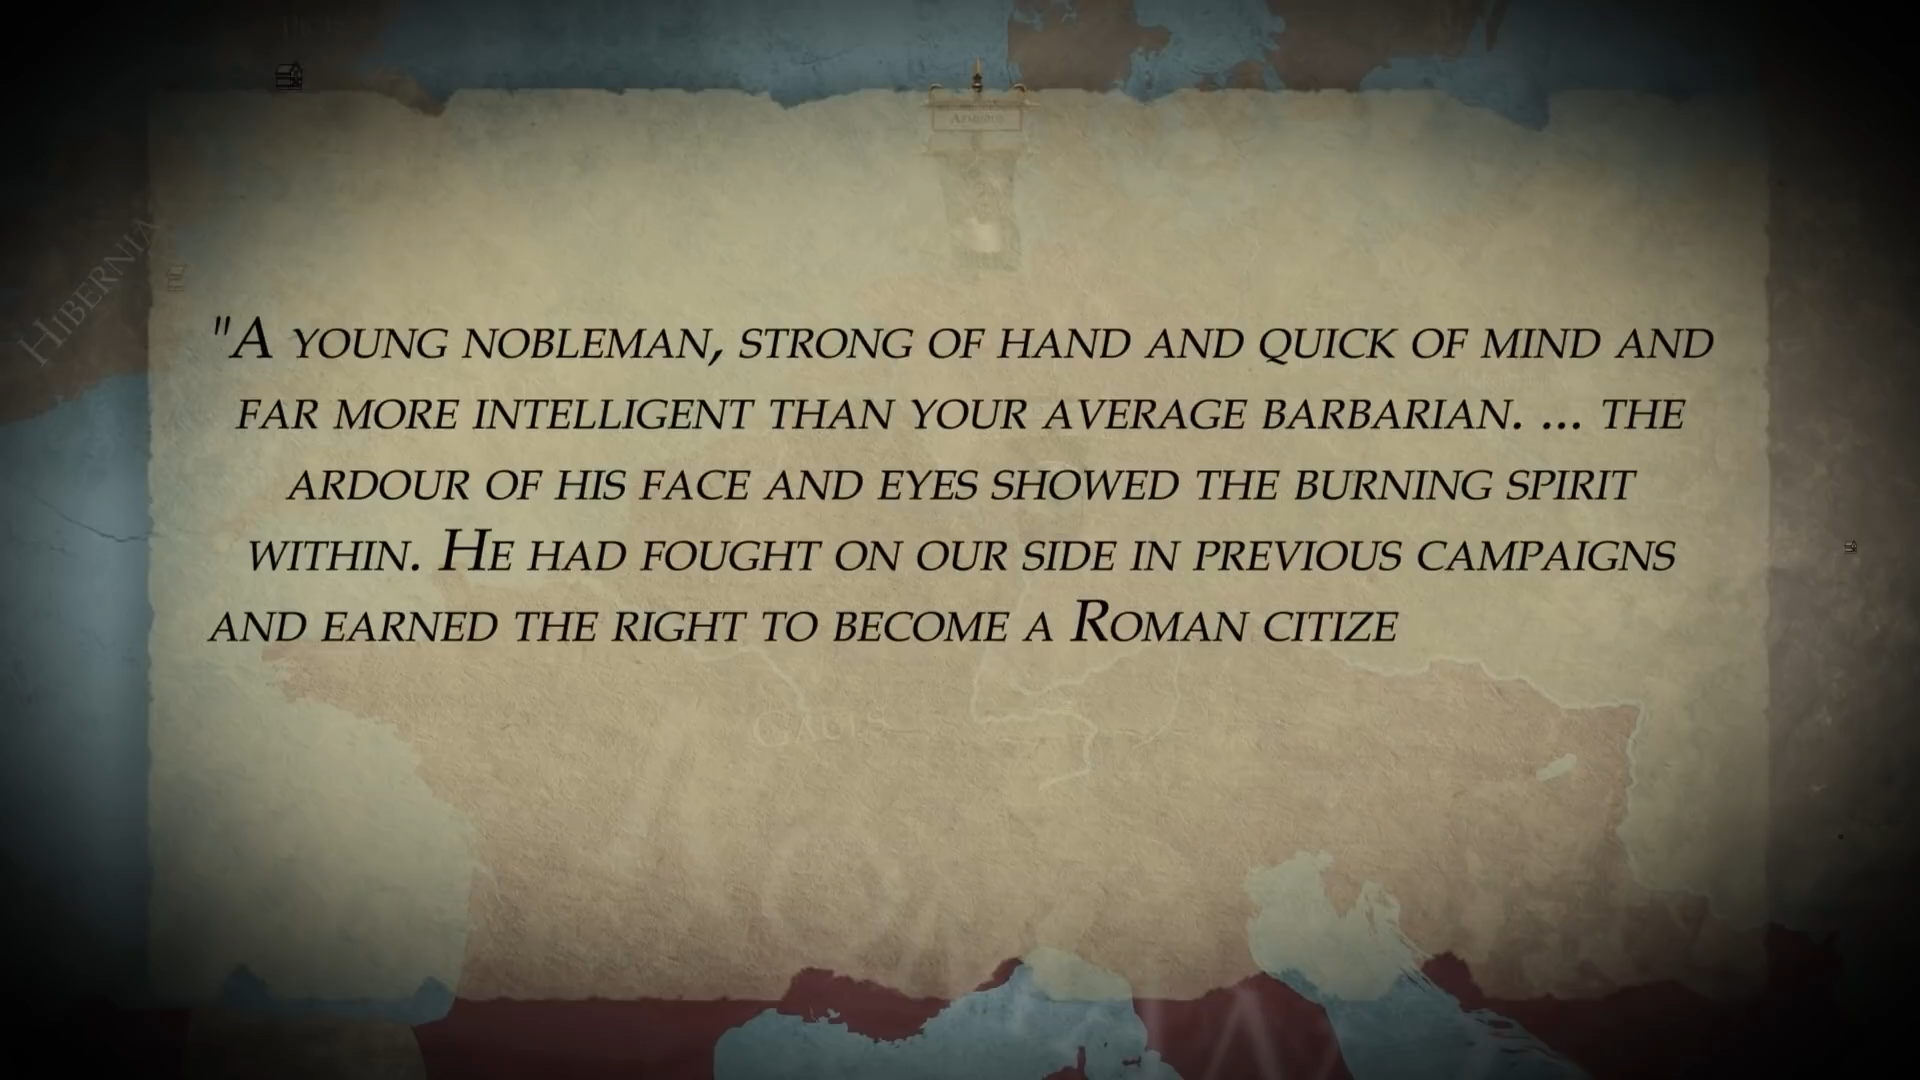 HIBERNIA
"A YOUNG NOBLEMAN, STRONG OF HAND AND QUICK OF MIND AND
FAR MORE INTELLIGENT THAN YOUR AVERAGE BARBARIAN. ... THE
ARDOUR OF HIS FACE AND EYES SHOWED THE BURNING SPIRIT
WITHIN. HE HAD FOUGHT ON OUR SIDE IN PREVIOUS CAMPAIGNS
AND EARNED THE RIGHT TO BECOME A ROMAN CITIZE
GAULS